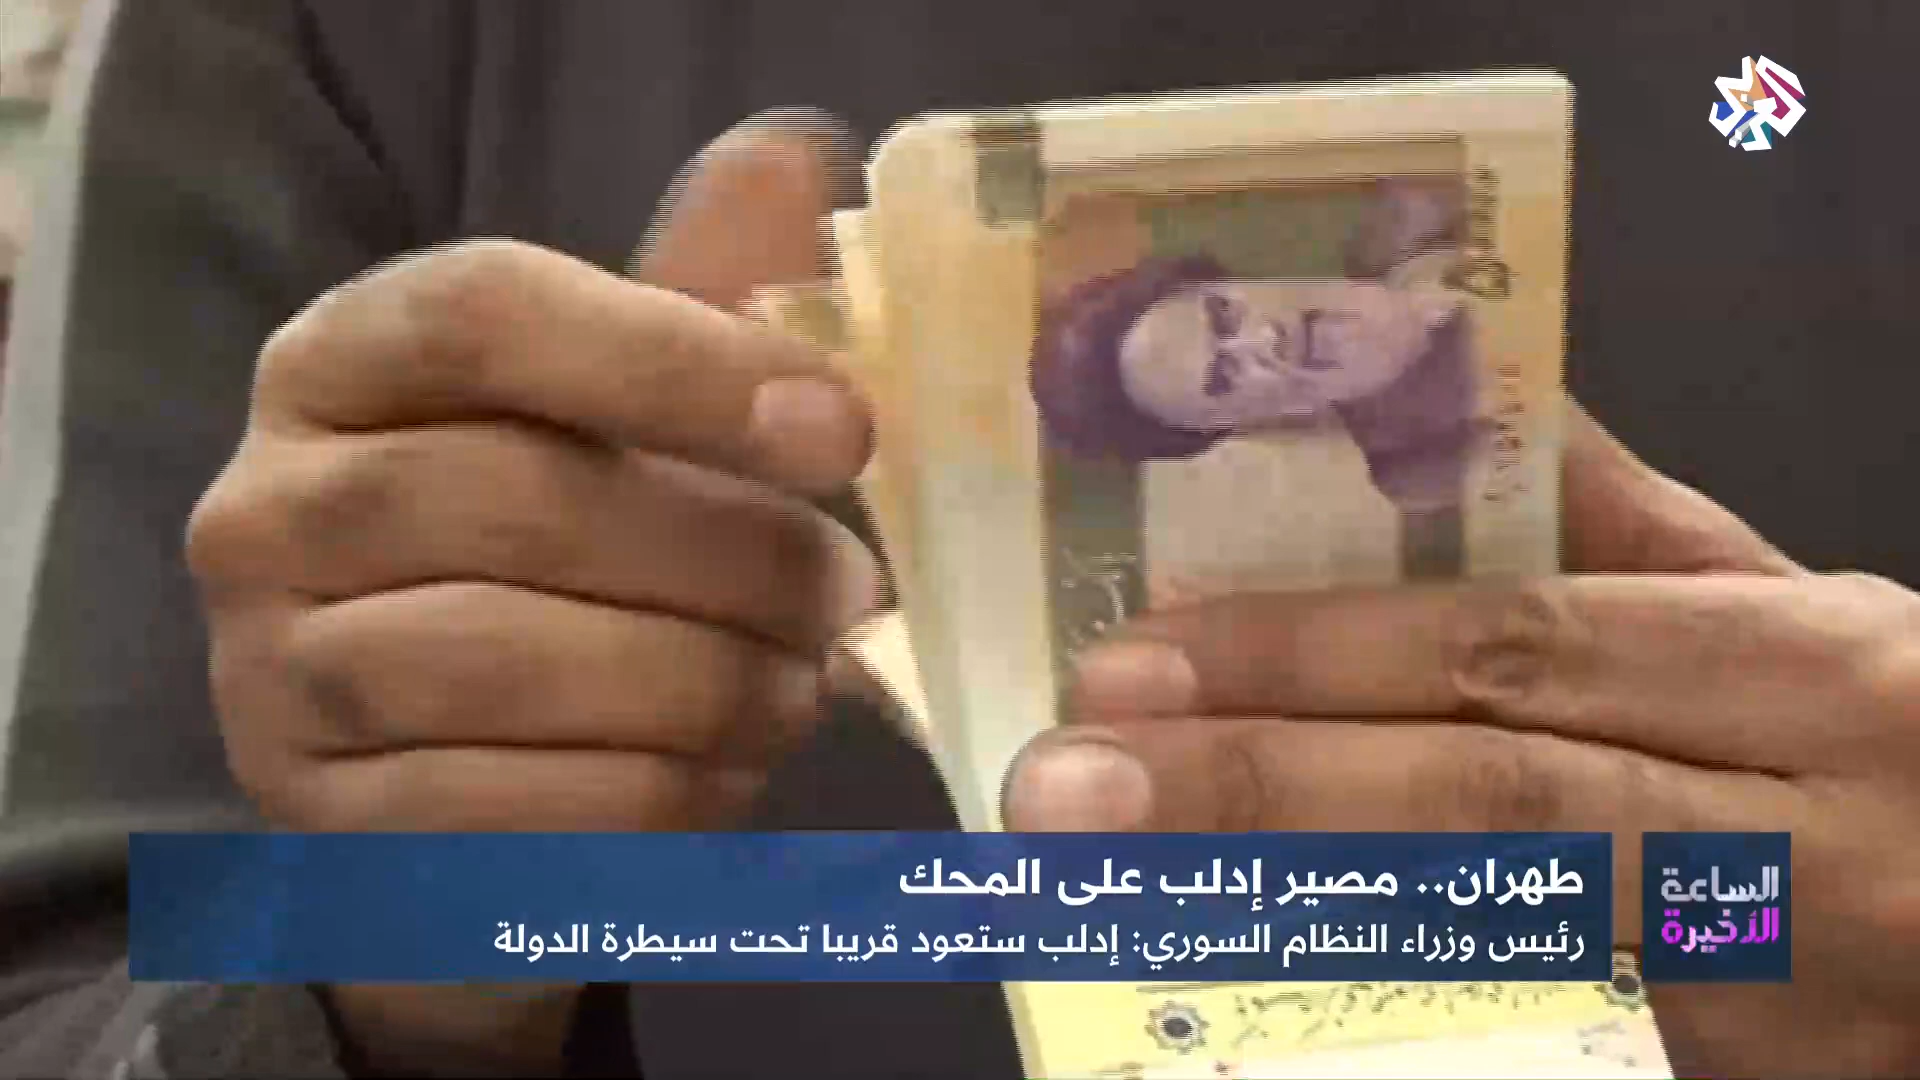 طهران.. مصير إدلب على المحك
رئيس وزراء النظام السوري: إدلب ستعود قريبا تحت سيطرة الدولة
الساعة
الأخيرة